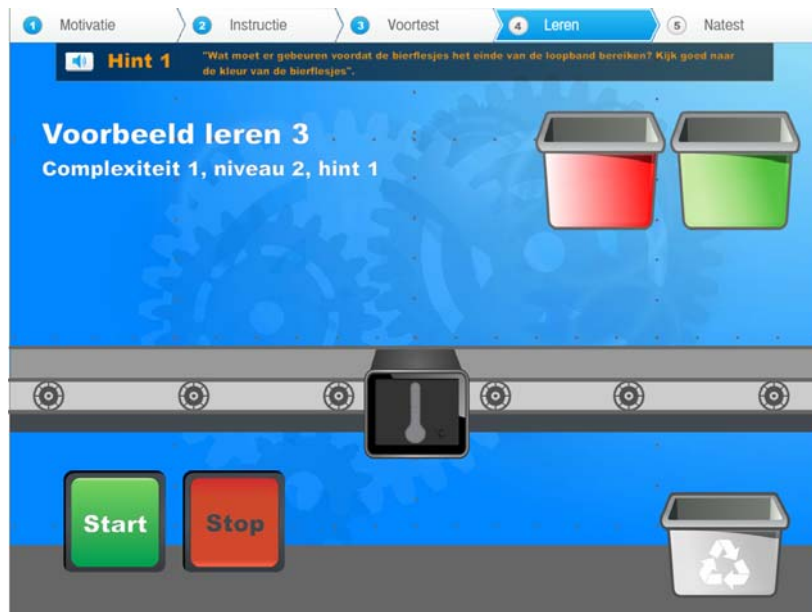 1 Motivatie 2 Instructie 3 Voortest 4 Leren 5 Natest
Hint 1 "Wat moet er gebeuren voordat de bierflesjes het einde van de loopband bereiken? Kijk goed naar
de kleur van de bierflesjes".
Voorbeeld leren 3
Complexiteit 1, niveau 2, hint 1
°C
Start Stop